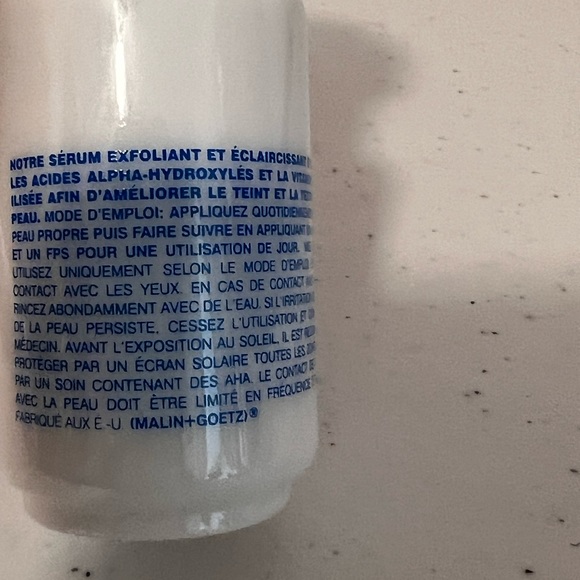 NOTRE SÉRUM EXFOLIANT ET ÉCLAIRCISSANT
LES ACIDES ALPHA-HYDROXYLÉS ET LA
ILISÉE AFIN D'AMÉLIORER LE TEINT ET LA
PEAU. MODE D'EMPLOI: APPLIQUEZ
PEAU PROPRE PUIS FAIRE SUIVRE EN APPLIQUANT
ET UN FPS POUR UNE UTILISATION DE JOUR.
UTILISEZ UNIQUEMENT SELON LE MODE D'EMPLOI
CONTACT AVEC LES YEUX. EN CAS DE CONTACT
RINCEZ ABONDAMMENT AVEC DE L'EAU. SI L'IRRITATION
DE LA PEAU PERSISTE, CESSEZ L'UTILISATION ET
MÉDECIN. AVANT L'EXPOSITION AU SOLEIL, IL EST
PROTÉGER PAR UN ÉCRAN SOLAIRE TOUTES LES
PAR UN SOIN CONTENANT DES AHA. LE CONTACT
AVEC LA PEAU DOIT ÊTRE LIMITÉ EN FRÉQUENCE
FABRIQUÉ AUX É-U (MALIN+GOETZ)®